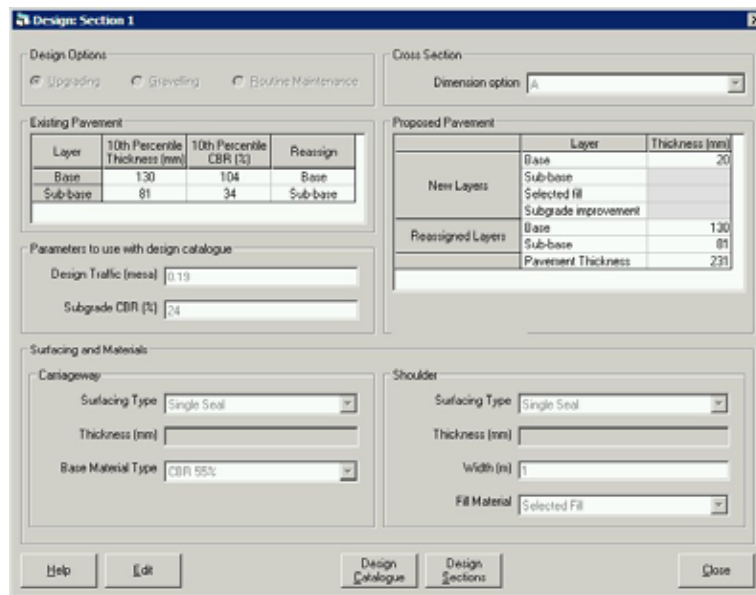 Design: Section 1
Design Options
Upgrading Gravelling Routine Maintenance
Cross Section
Dimension option A
Existing Pavement
Layer 10th Percentile Thickness (mm) 10th Percentile CBR (%) Reassign
Base 130 104 Base
Sub-base 81 34 Sub-base
Proposed Pavement
Layer Thickness (mm)
New Layers
Base 20
Sub-base
Selected fill
Subgrade improvement
Reassigned Layers
Base 130
Sub-base 81
Pavement Thickness 231
Parameters to use with design catalogue
Design Traffic (mesa) 0.19
Subgrade CBR (%) 24
Surfacing and Materials
Carriageway
Surfacing Type Single Seal
Thickness (mm)
Base Material Type CBR 55%
Shoulder
Surfacing Type Single Seal
Thickness (mm)
Width (m) 1
Fill Material Selected Fill
Help Edit Design Catalogue Design Sections Close